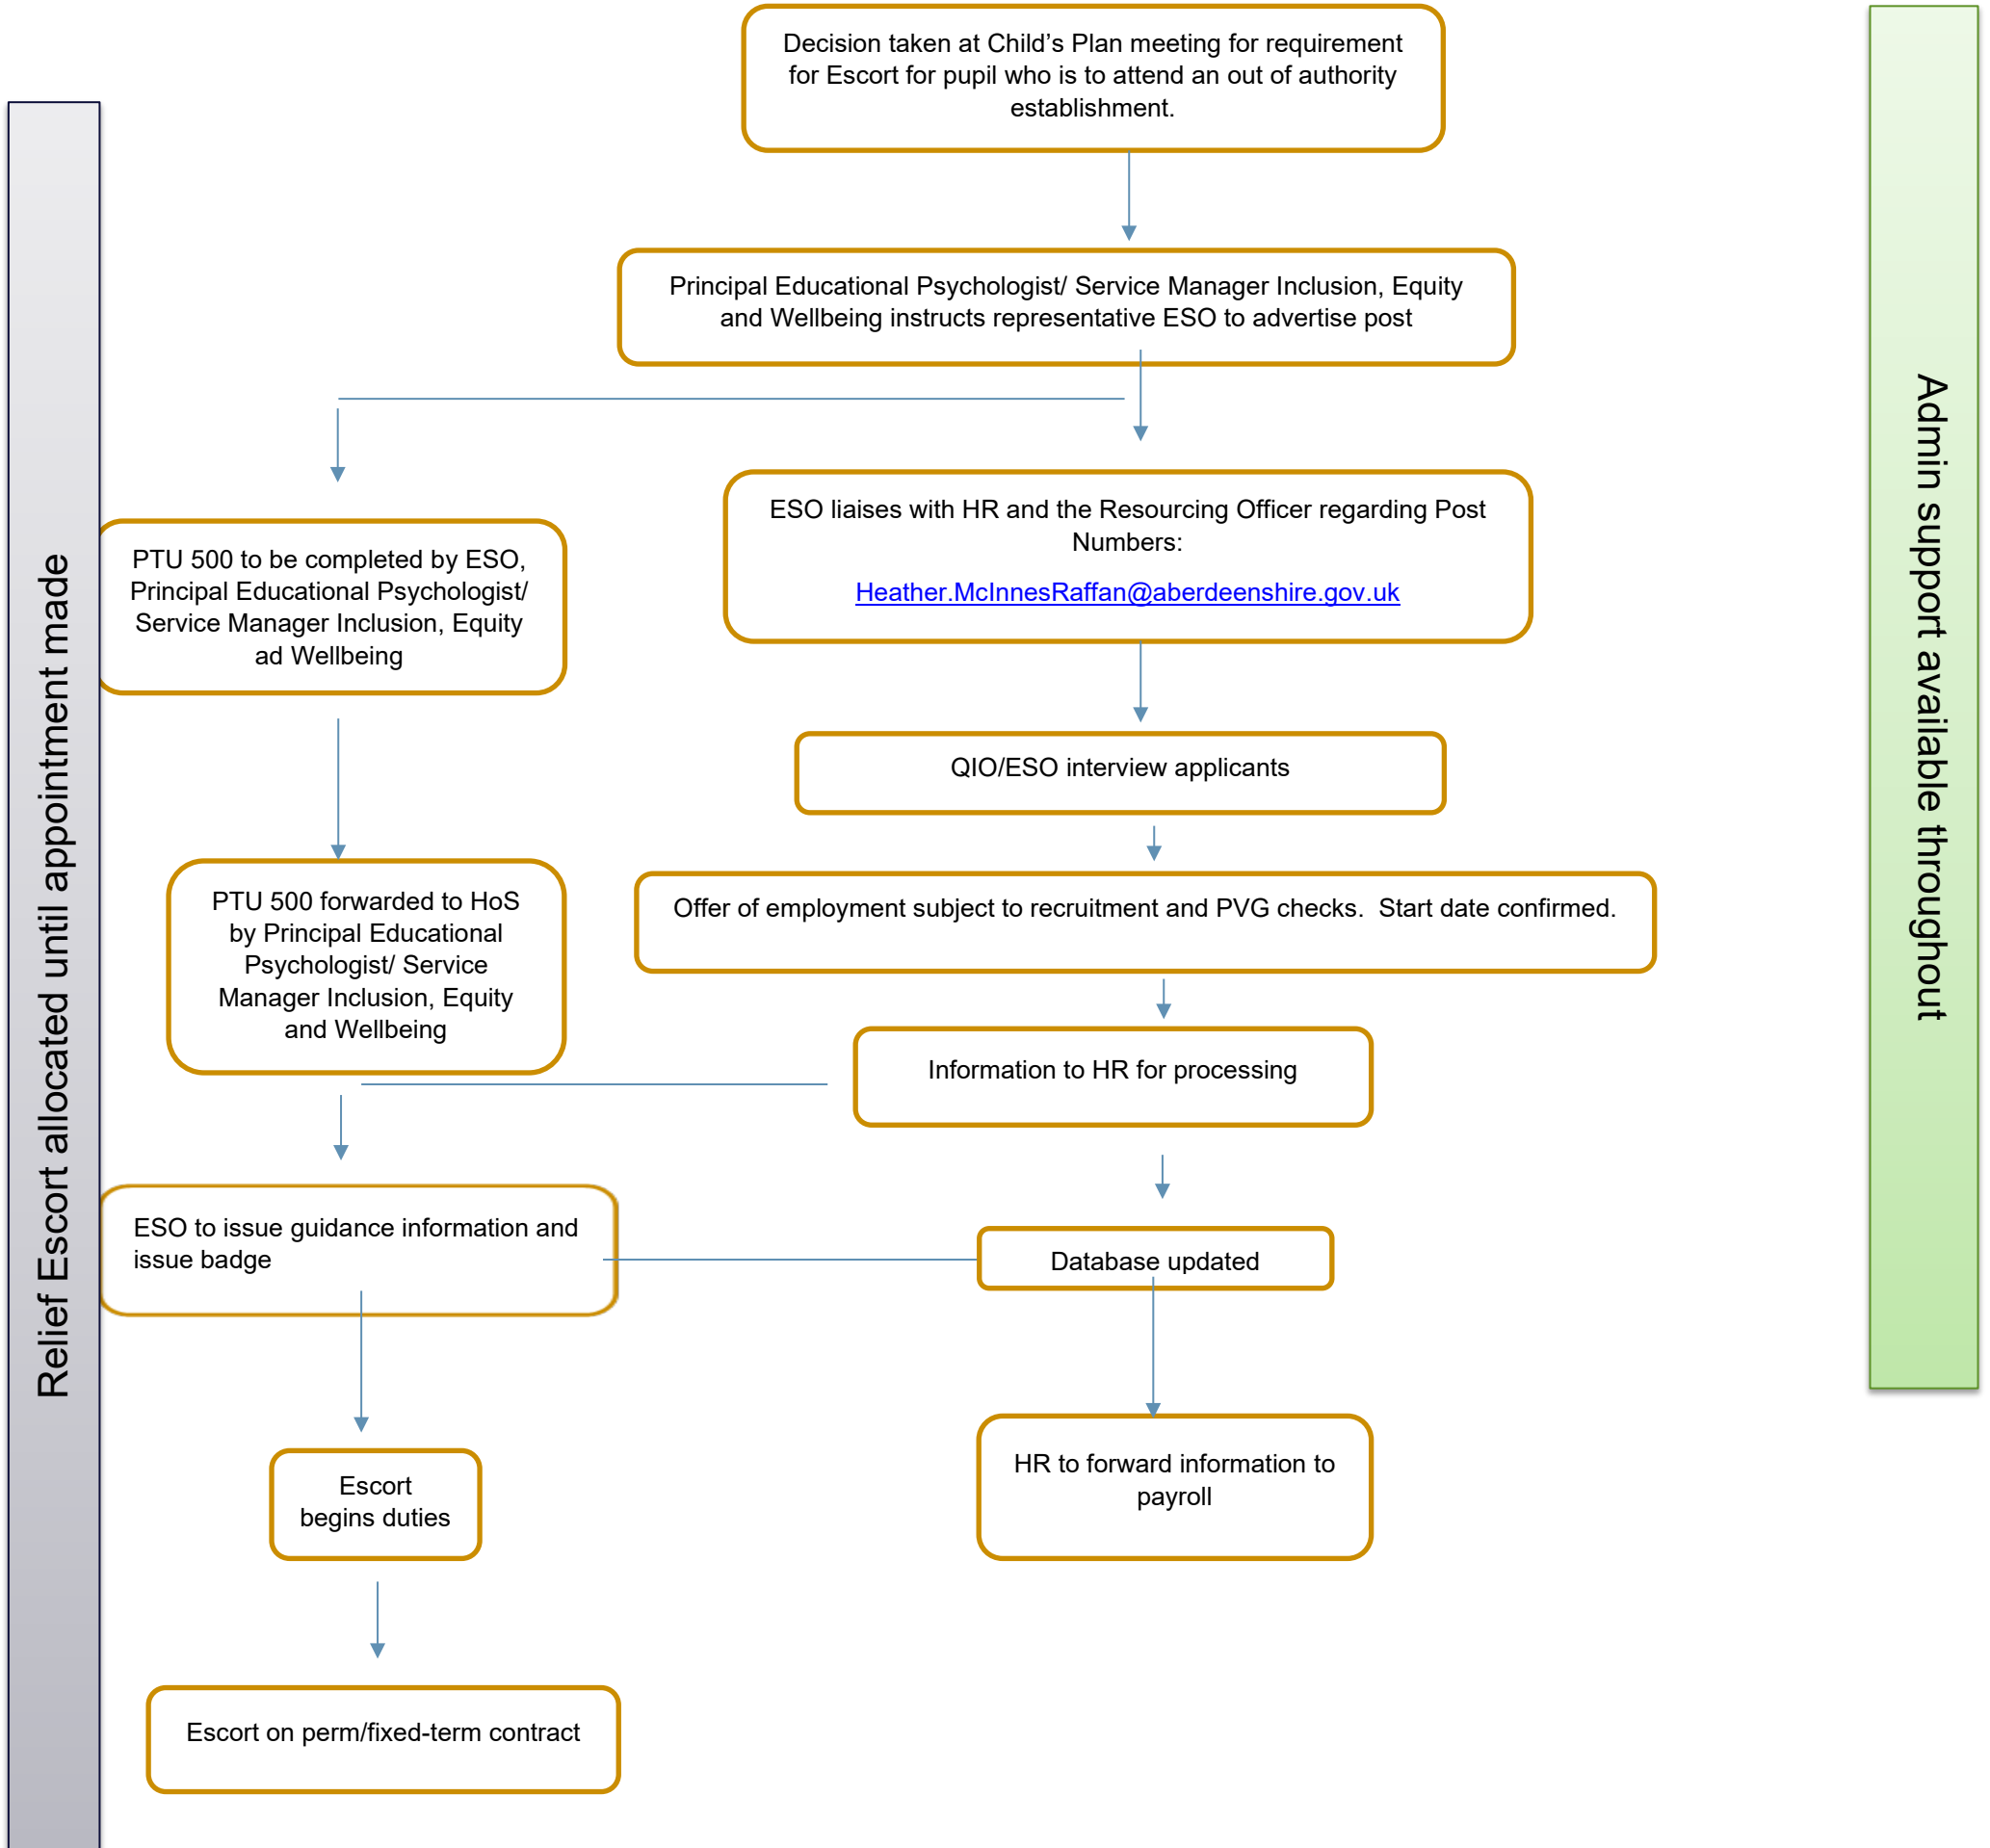 Decision taken at Child’s Plan meeting for requirement
for Escort for pupil who is to attend an out of authority
establishment.
Principal Educational Psychologist/ Service Manager Inclusion, Equity
and Wellbeing instructs representative ESO to advertise post
ESO liaises with HR and the Resourcing Officer regarding Post
Numbers:
Heather.McInnesRaffan@aberdeenshire.gov.uk
PTU 500 to be completed by ESO,
Principal Educational Psychologist/
Service Manager Inclusion, Equity
ad Wellbeing
QIO/ESO interview applicants
PTU 500 forwarded to HoS
by Principal Educational
Psychologist/ Service
Manager Inclusion, Equity
and Wellbeing
Offer of employment subject to recruitment and PVG checks.  Start date confirmed.
Information to HR for processing
ESO to issue guidance information and
issue badge
Database updated
Escort
begins duties
HR to forward information to
payroll
Escort on perm/fixed-term contract
Relief Escort allocated until appointment made
Admin support available throughout